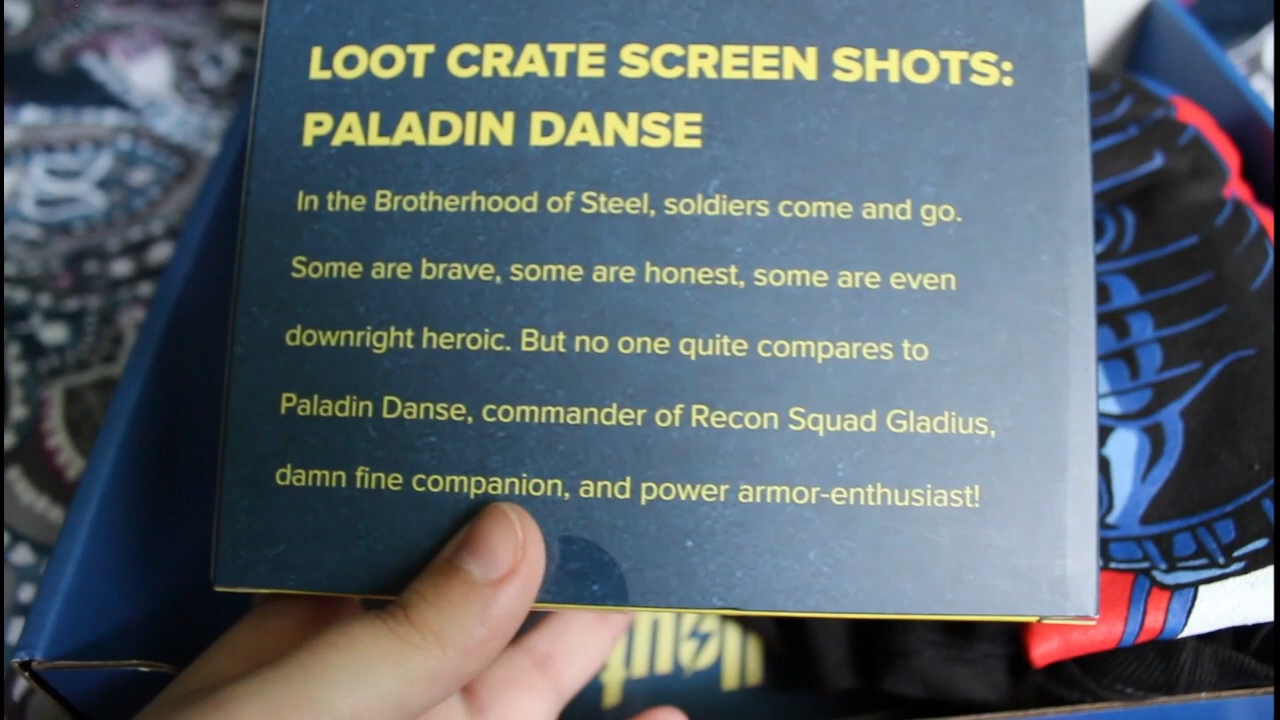 LOOT CRATE SCREEN SHOTS:
PALADIN DANSE
In the Brotherhood of Steel, soldiers come and go.
Some are brave, some are honest, some are even
downright heroic. But no one quite compares to
Paladin Danse, commander of Recon Squad Gladius,
damn fine companion, and power armor-enthusiast!